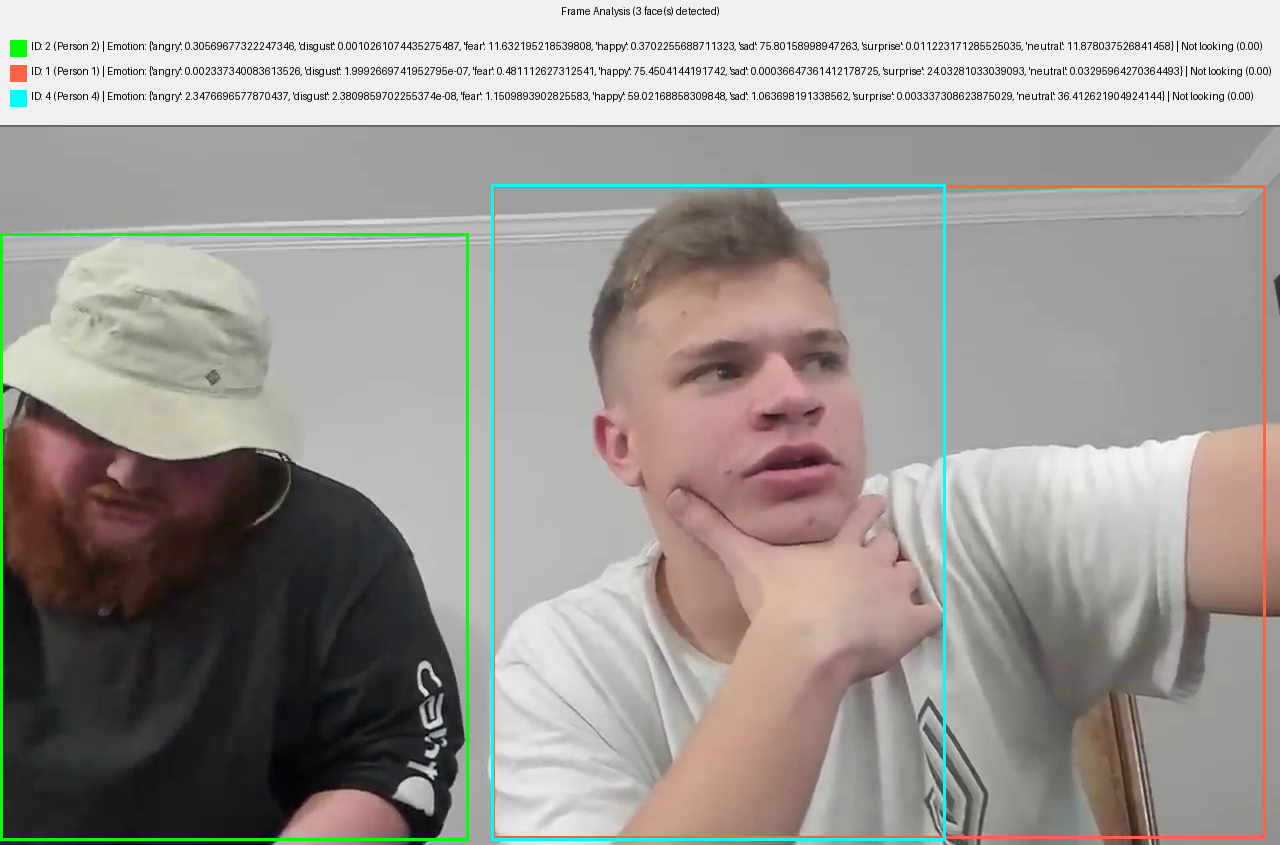 Frame Analysis (3 face(s) detected)
ID: 2 (Person 2) | Emotion: {'angry': 0.30569677322247346, 'disgust': 0.0010261074435275487, 'fear': 11.632195218539808, 'happy': 0.3702255688711323, 'sad': 75.80158998947263, 'surprise': 0.011223171285525035, 'neutral': 11.878037526841458} | Not looking (0.00)
ID: 1 (Person 1) | Emotion: {'angry': 0.002337340083613526, 'disgust': 1.9992669741952795e-07, 'fear': 0.481112627312541, 'happy': 75.4504144191742, 'sad': 0.00036647361412178725, 'surprise': 24.03281033039093, 'neutral': 0.03295964270364493} | Not looking (0.00)
ID: 4 (Person 4) | Emotion: {'angry': 2.3476696577870437, 'disgust': 2.3809859702255374e-08, 'fear': 1.1509893902825583, 'happy': 59.02168858309848, 'sad': 1.063698191338562, 'surprise': 0.003337308623875029, 'neutral': 36.412621904924144} | Not looking (0.00)